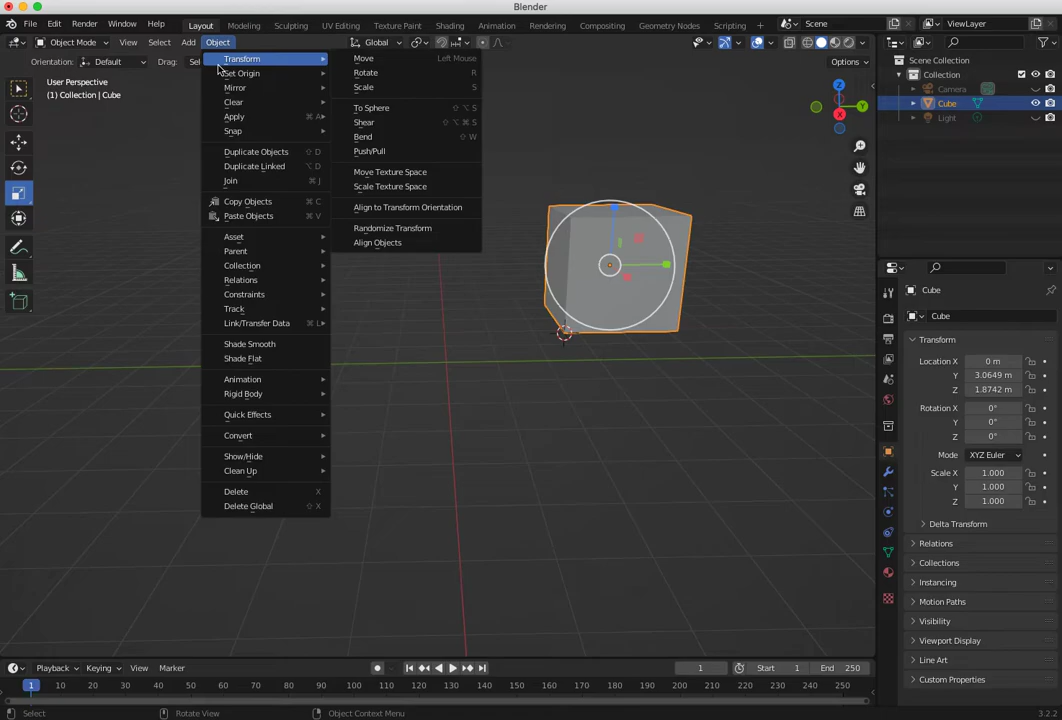 Blender
File Edit Render Window Help Layout Modeling Sculpting UV Editing Texture Paint Shading Animation Rendering Compositing Geometry Nodes Scripting Scene ViewLayer
Object Mode View Select Add Object Global
Orientation: Default Drag: Sel Options
User Perspective
(1) Collection | Cube
Transform
Set Origin
Mirror
Clear
Apply ⌘ A
Snap
Duplicate Objects ⇧ D
Duplicate Linked ⌥ D
Join ⌘ J
Copy Objects ⌘ C
Paste Objects ⌘ V
Asset
Parent
Collection
Relations
Constraints
Track
Link/Transfer Data ⌘ L
Shade Smooth
Shade Flat
Animation
Rigid Body
Quick Effects
Convert
Show/Hide
Clean Up
Delete X
Delete Global ⇧ X
Move Left Mouse
Rotate R
Scale S
To Sphere ⇧ ⌥ S
Shear ⇧ ⌥ ⌘ S
Bend ⇧ W
Push/Pull
Move Texture Space
Scale Texture Space
Align to Transform Orientation
Randomize Transform
Align Objects
Z
Y
X
Scene Collection
Collection
Camera
Cube
Light
Cube
Cube
Transform
Location X 0 m
Y 3.0649 m
Z 1.8742 m
Rotation X 0°
Y 0°
Z 0°
Mode XYZ Euler
Scale X 1.000
Y 1.000
Z 1.000
Delta Transform
Relations
Collections
Instancing
Motion Paths
Visibility
Viewport Display
Line Art
Custom Properties
Playback Keying View Marker 1 Start 1 End 250
1 10 20 30 40 50 60 70 80 90 100 110 120 130 140 150 160 170 180 190 200 210 220 230 240 250
Select Rotate View Object Context Menu 3.2.2